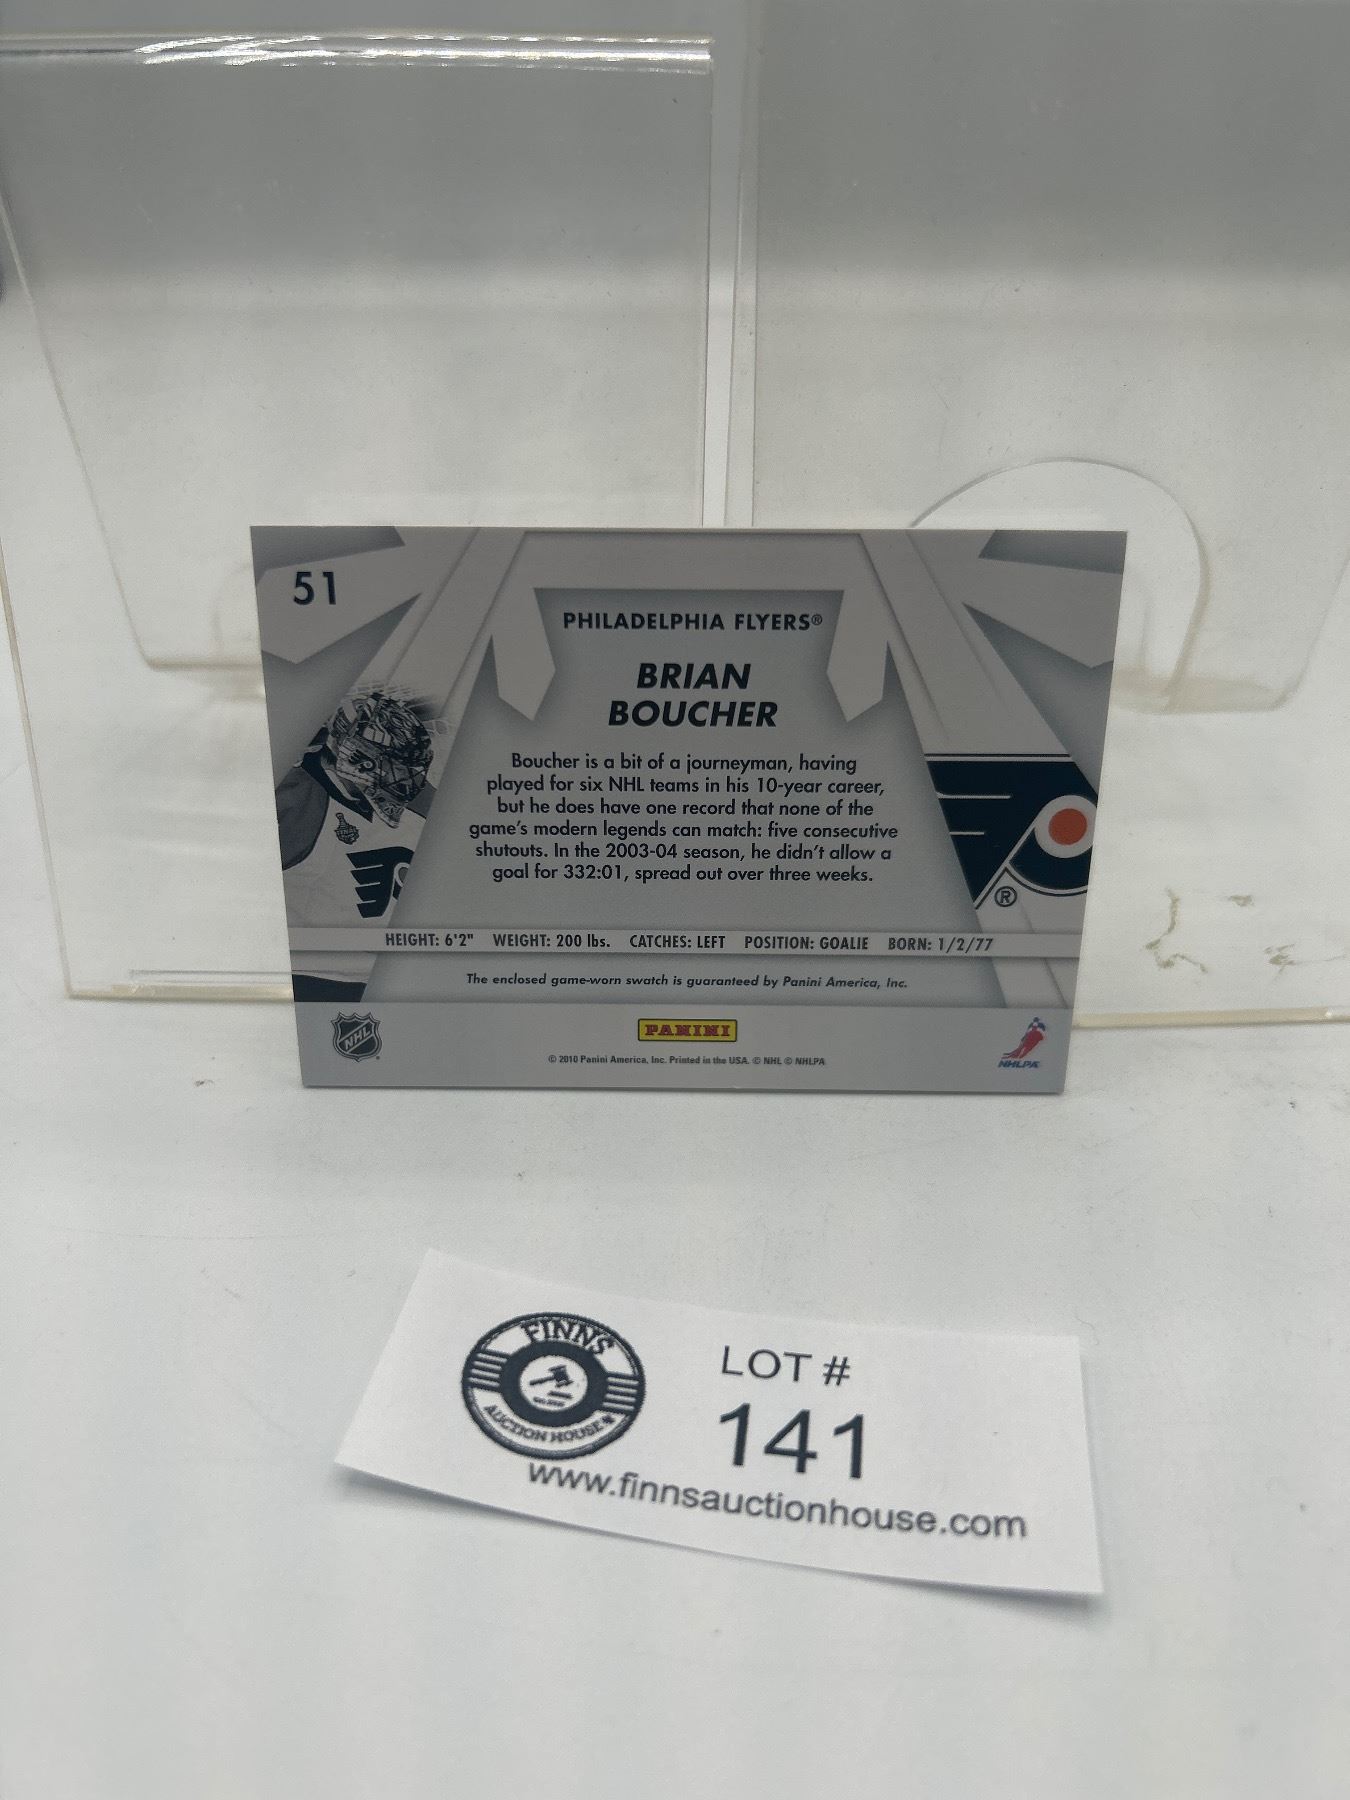 51
PHILADELPHIA FLYERS®
BRIAN
BOUCHER
Boucher is a bit of a journeyman, having
played for six NHL teams in his 10-year career,
but he does have one record that none of the
game's modern legends can match: five consecutive
shutouts. In the 2003-04 season, he didn't allow a
goal for 332:01, spread out over three weeks.
®
HEIGHT: 6'2" WEIGHT: 200 lbs. CATCHES: LEFT POSITION: GOALIE BORN: 1/2/77
The enclosed game-worn swatch is guaranteed by Panini America, Inc.
NHL
PANINI
NHLPA
© 2010 Panini America, Inc. Printed in the USA. © NHL © NHLPA
FINNS
AUCTION HOUSE
LOT #
141
www.finnsauctionhouse.com